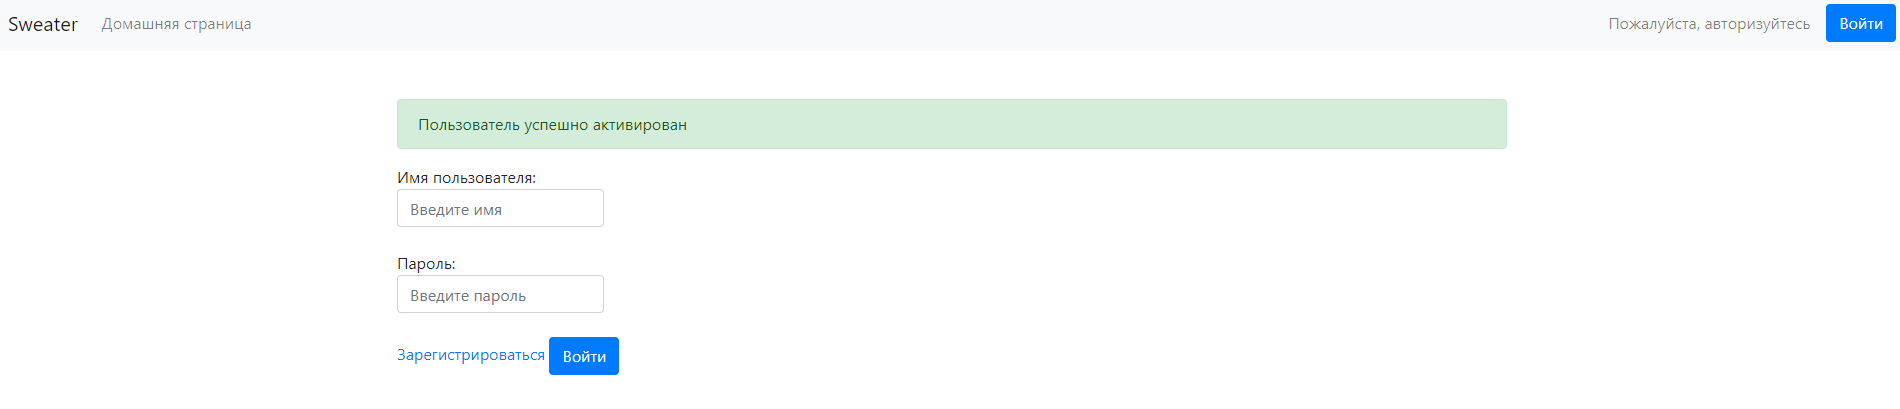 Sweater Домашняя страница Пожалуйста, авторизуйтесь Войти
Пользователь успешно активирован
Имя пользователя:
Введите имя
Пароль:
Введите пароль
Зарегистрироваться Войти